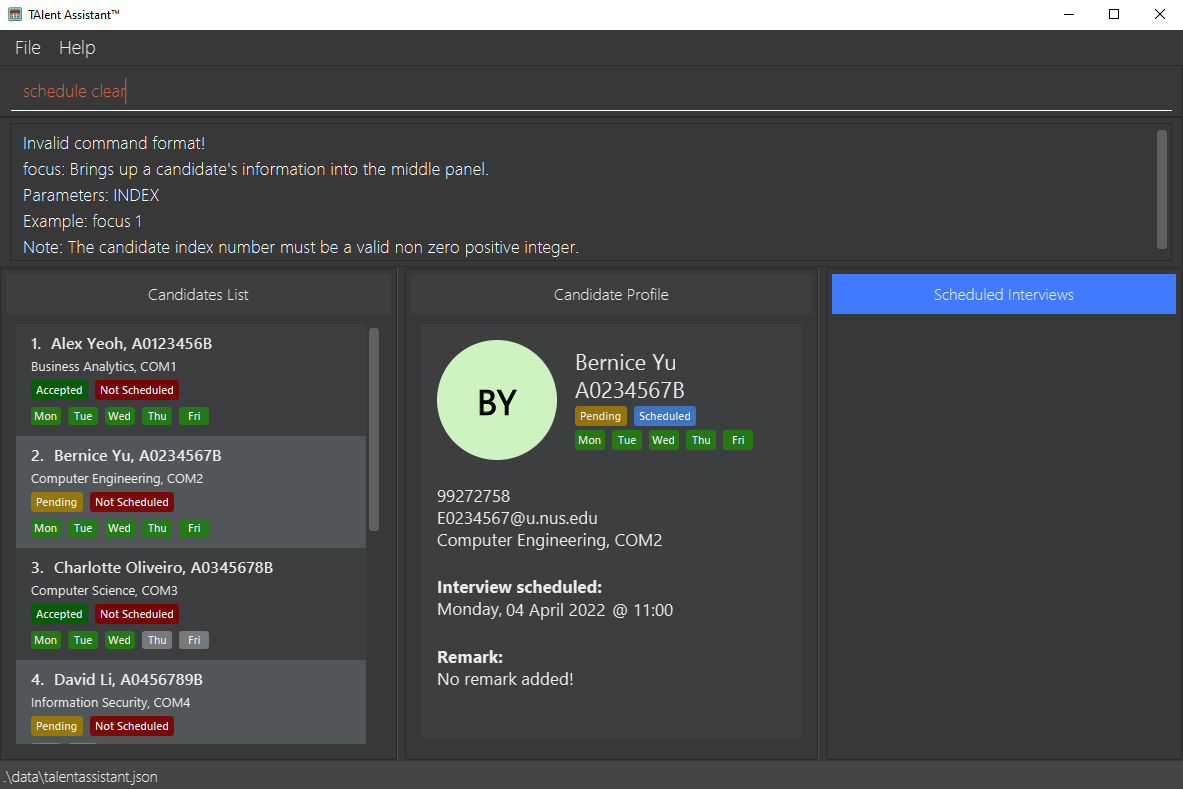 TAlent Assistant™
File Help
schedule clear
Invalid command format!
focus: Brings up a candidate's information into the middle panel.
Parameters: INDEX
Example: focus 1
Note: The candidate index number must be a valid non zero positive integer.
Candidates List
1. Alex Yeoh, A0123456B
Business Analytics, COM1
Accepted Not Scheduled
Mon Tue Wed Thu Fri
2. Bernice Yu, A0234567B
Computer Engineering, COM2
Pending Not Scheduled
Mon Tue Wed Thu Fri
3. Charlotte Oliveiro, A0345678B
Computer Science, COM3
Accepted Not Scheduled
Mon Tue Wed Thu Fri
4. David Li, A0456789B
Information Security, COM4
Pending Not Scheduled
Candidate Profile
BY
Bernice Yu
A0234567B
Pending Scheduled
Mon Tue Wed Thu Fri
99272758
E0234567@u.nus.edu
Computer Engineering, COM2
Interview scheduled:
Monday, 04 April 2022 @ 11:00
Remark:
No remark added!
Scheduled Interviews
.\data\talentassistant.json